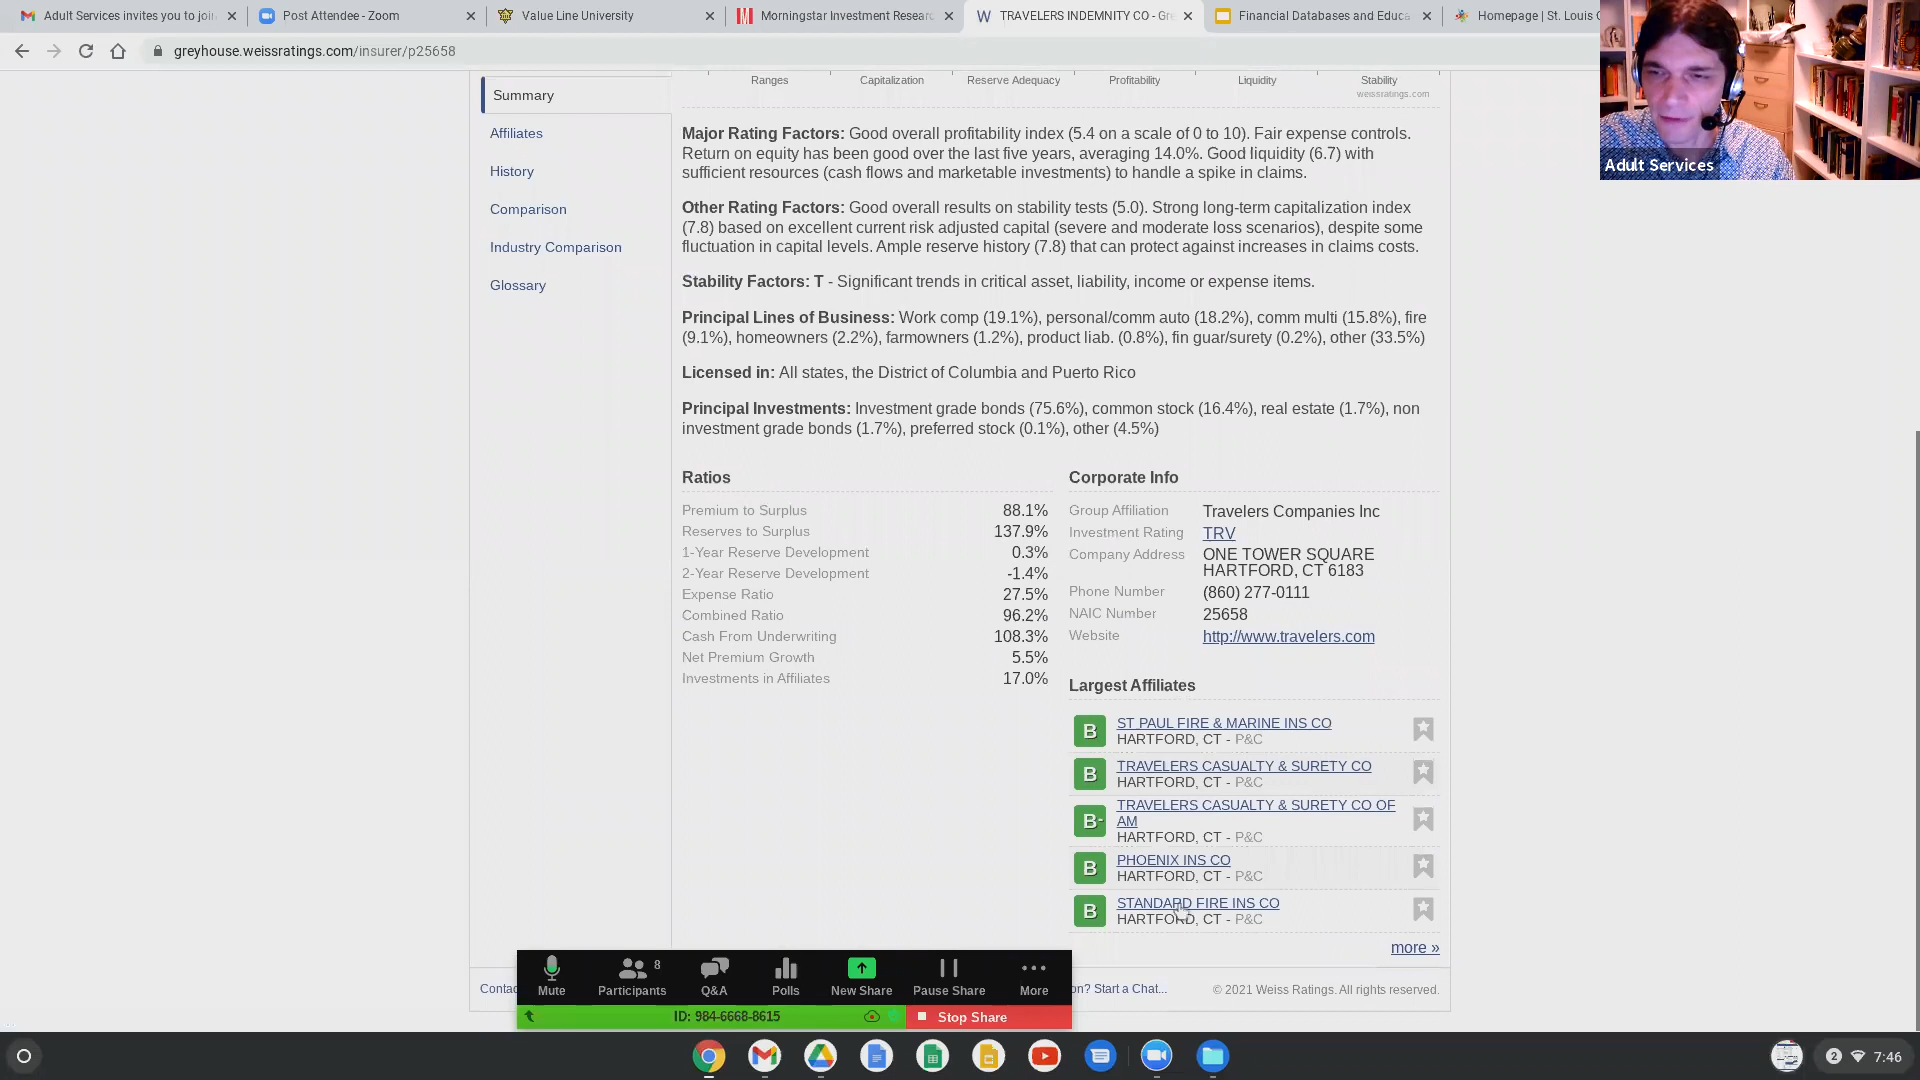 Adult Services invites you to joi
Post Attendee - Zoom
Value Line University
Morningstar Investment Researc
TRAVELERS INDEMNITY CO - Gre
Financial Databases and Educa
Homepage | St. Louis C
greyhouse.weissratings.com/insurer/p25658
Adult Services
Ranges
Capitalization
Reserve Adequacy
Profitability
Liquidity
Stability
weissratings.com
Summary
Affiliates
History
Comparison
Industry Comparison
Glossary
Major Rating Factors: Good overall profitability index (5.4 on a scale of 0 to 10). Fair expense controls.
Return on equity has been good over the last five years, averaging 14.0%. Good liquidity (6.7) with
sufficient resources (cash flows and marketable investments) to handle a spike in claims.
Other Rating Factors: Good overall results on stability tests (5.0). Strong long-term capitalization index
(7.8) based on excellent current risk adjusted capital (severe and moderate loss scenarios), despite some
fluctuation in capital levels. Ample reserve history (7.8) that can protect against increases in claims costs.
Stability Factors: T - Significant trends in critical asset, liability, income or expense items.
Principal Lines of Business: Work comp (19.1%), personal/comm auto (18.2%), comm multi (15.8%), fire
(9.1%), homeowners (2.2%), farmowners (1.2%), product liab. (0.8%), fin guar/surety (0.2%), other (33.5%)
Licensed in: All states, the District of Columbia and Puerto Rico
Principal Investments: Investment grade bonds (75.6%), common stock (16.4%), real estate (1.7%), non
investment grade bonds (1.7%), preferred stock (0.1%), other (4.5%)
Ratios
Premium to Surplus 88.1%
Reserves to Surplus 137.9%
1-Year Reserve Development 0.3%
2-Year Reserve Development -1.4%
Expense Ratio 27.5%
Combined Ratio 96.2%
Cash From Underwriting 108.3%
Net Premium Growth 5.5%
Investments in Affiliates 17.0%
Corporate Info
Group Affiliation Travelers Companies Inc
Investment Rating TRV
Company Address ONE TOWER SQUARE
HARTFORD, CT 6183
Phone Number (860) 277-0111
NAIC Number 25658
Website http://www.travelers.com
Largest Affiliates
B ST PAUL FIRE & MARINE INS CO
HARTFORD, CT - P&C
B TRAVELERS CASUALTY & SURETY CO
HARTFORD, CT - P&C
B- TRAVELERS CASUALTY & SURETY CO OF
AM
HARTFORD, CT - P&C
B PHOENIX INS CO
HARTFORD, CT - P&C
B STANDARD FIRE INS CO
HARTFORD, CT - P&C
more »
Contac
on? Start a Chat...
© 2021 Weiss Ratings. All rights reserved.
Mute
Participants 8
Q&A
Polls
New Share
Pause Share
More
ID: 984-6668-8615
Stop Share
2
7:46